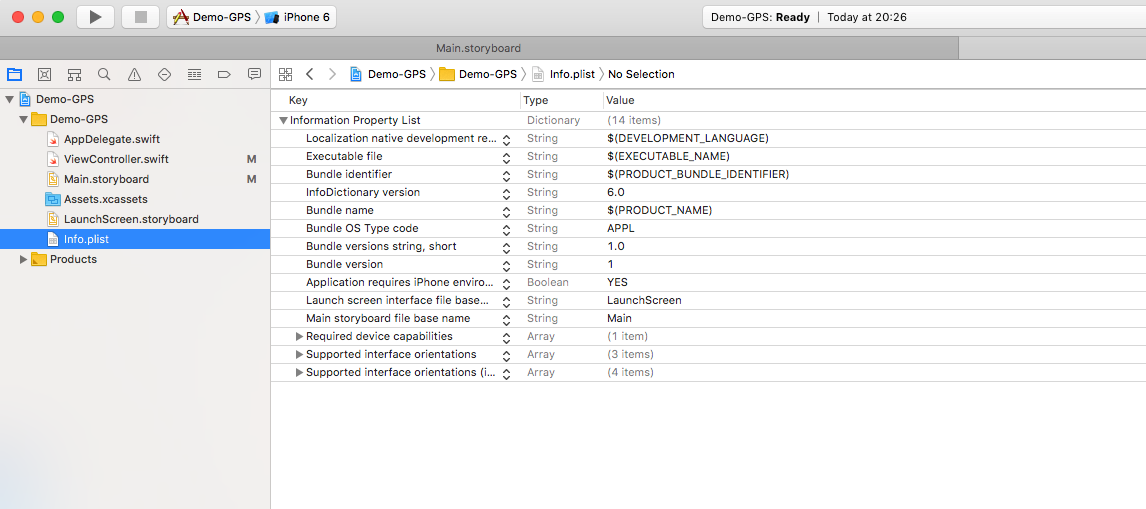 Demo-GPS iPhone 6
Demo-GPS: Ready | Today at 20:26
Main.storyboard
Demo-GPS Demo-GPS Info.plist No Selection
Demo-GPS
Demo-GPS
AppDelegate.swift
ViewController.swift M
Main.storyboard M
Assets.xcassets
LaunchScreen.storyboard
Info.plist
Products
Key Type Value
Information Property List Dictionary (14 items)
Localization native development re... String $(DEVELOPMENT_LANGUAGE)
Executable file String $(EXECUTABLE_NAME)
Bundle identifier String $(PRODUCT_BUNDLE_IDENTIFIER)
InfoDictionary version String 6.0
Bundle name String $(PRODUCT_NAME)
Bundle OS Type code String APPL
Bundle versions string, short String 1.0
Bundle version String 1
Application requires iPhone enviro... Boolean YES
Launch screen interface file base... String LaunchScreen
Main storyboard file base name String Main
Required device capabilities Array (1 item)
Supported interface orientations Array (3 items)
Supported interface orientations (i... Array (4 items)